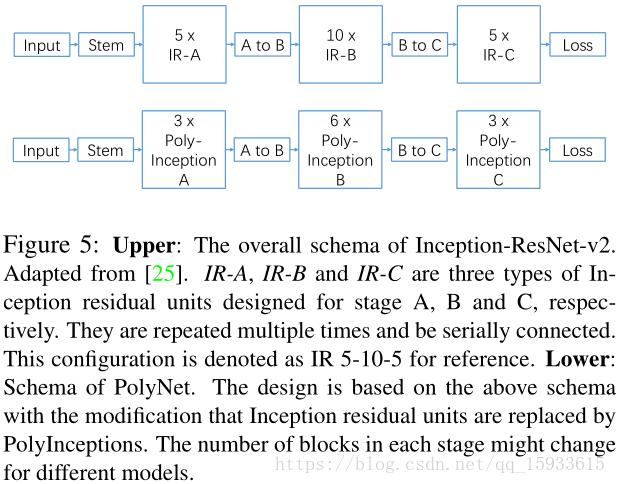 Input
Stem
5 x
IR-A
A to B
10 x
IR-B
B to C
5 x
IR-C
Loss
Input
Stem
3 x
Poly-
Inception
A
A to B
6 x
Poly-
Inception
B
B to C
3 x
Poly-
Inception
C
Loss
Figure 5: Upper: The overall schema of Inception-ResNet-v2.
Adapted from [25]. IR-A, IR-B and IR-C are three types of In-
ception residual units designed for stage A, B and C, respec-
tively. They are repeated multiple times and be serially connected.
This configuration is denoted as IR 5-10-5 for reference. Lower:
Schema of PolyNet. The design is based on the above schema
with the modification that Inception residual units are replaced by
PolyInceptions. The number of blocks in each stage might change
for different models.
https://blog.csdn.net/qq_15933615